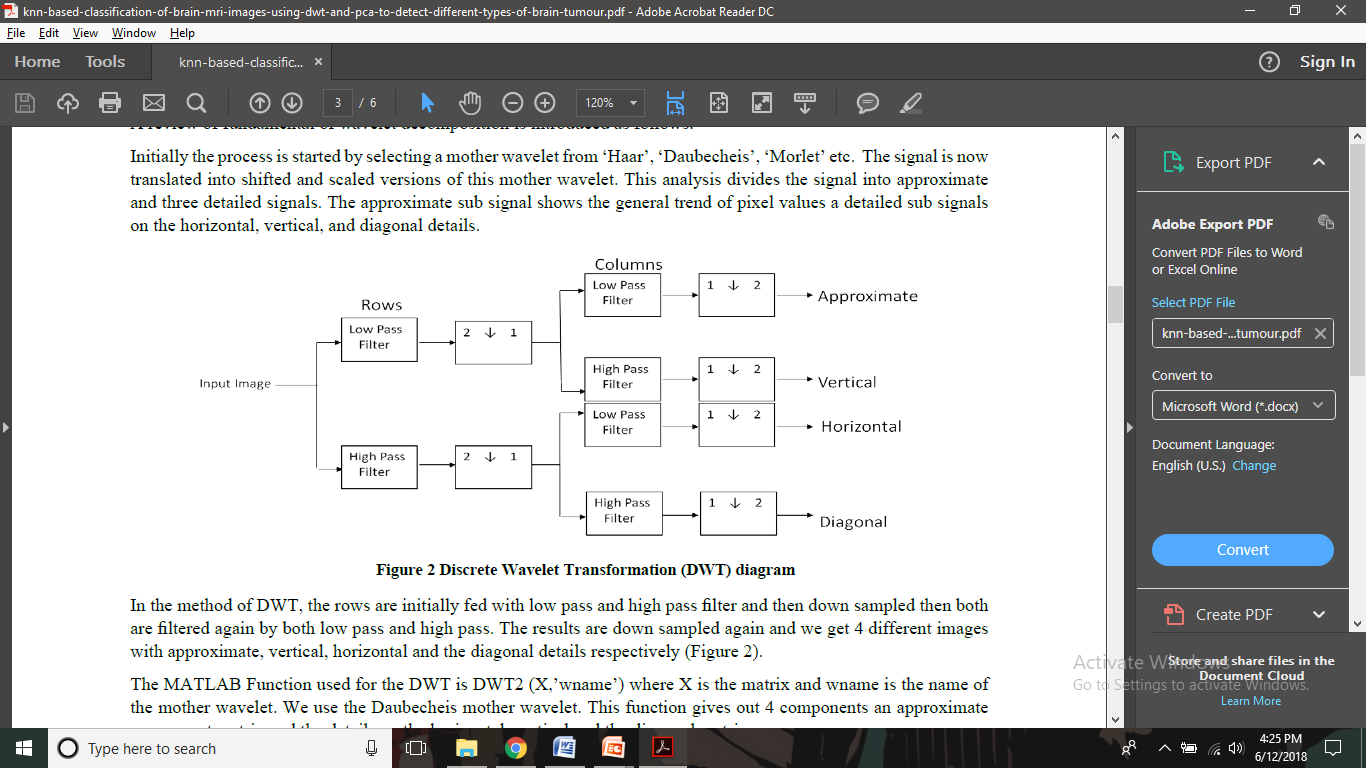 knn-based-classification-of-brain-mri-images-using-dwt-and-pca-to-detect-different-types-of-brain-tumour.pdf - Adobe Acrobat Reader DC
File Edit View Window Help
Home Tools knn-based-classific... × ? Sign In
3 / 6 120%
A review of fundamental of wavelet decomposition is introduced as follows.
Initially the process is started by selecting a mother wavelet from ‘Haar’, ‘Daubecheis’, ‘Morlet’ etc. The signal is now
translated into shifted and scaled versions of this mother wavelet. This analysis divides the signal into approximate
and three detailed signals. The approximate sub signal shows the general trend of pixel values a detailed sub signals
on the horizontal, vertical, and diagonal details.
Columns
Rows
Low Pass
Filter
1 ↓ 2
Approximate
Low Pass
Filter
2 ↓ 1
High Pass
Filter
1 ↓ 2
Vertical
Input Image
Low Pass
Filter
1 ↓ 2
Horizontal
High Pass
Filter
2 ↓ 1
High Pass
Filter
1 ↓ 2
Diagonal
Figure 2 Discrete Wavelet Transformation (DWT) diagram
In the method of DWT, the rows are initially fed with low pass and high pass filter and then down sampled then both
are filtered again by both low pass and high pass. The results are down sampled again and we get 4 different images
with approximate, vertical, horizontal and the diagonal details respectively (Figure 2).
The MATLAB Function used for the DWT is DWT2 (X,’wname’) where X is the matrix and wname is the name of
the mother wavelet. We use the Daubecheis mother wavelet. This function gives out 4 components an approximate
Export PDF
Adobe Export PDF
Convert PDF Files to Word
or Excel Online
Select PDF File
knn-based-...tumour.pdf
Convert to
Microsoft Word (*.docx)
Document Language:
English (U.S.) Change
Convert
Create PDF
Store and share files in the
Document Cloud
Learn More
Activate Windows
Go to Settings to activate Windows.
Type here to search
4:25 PM
6/12/2018